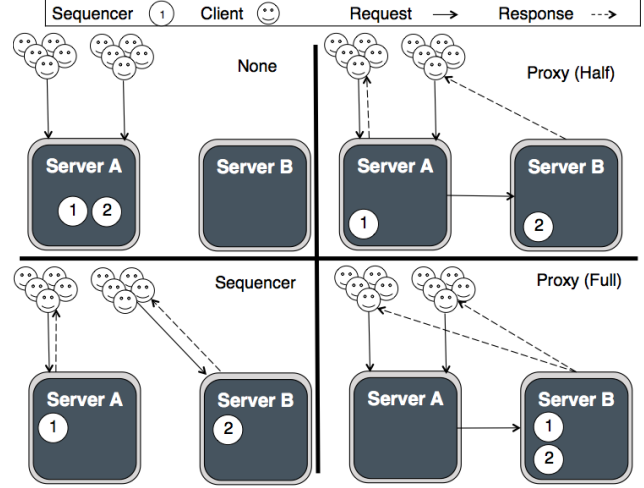 Sequencer 1 Client Request Response
None
Server A Server B
1 2
Proxy (Half)
Server A Server B
1 2
Sequencer
Server A Server B
1 2
Proxy (Full)
Server A Server B
1
2